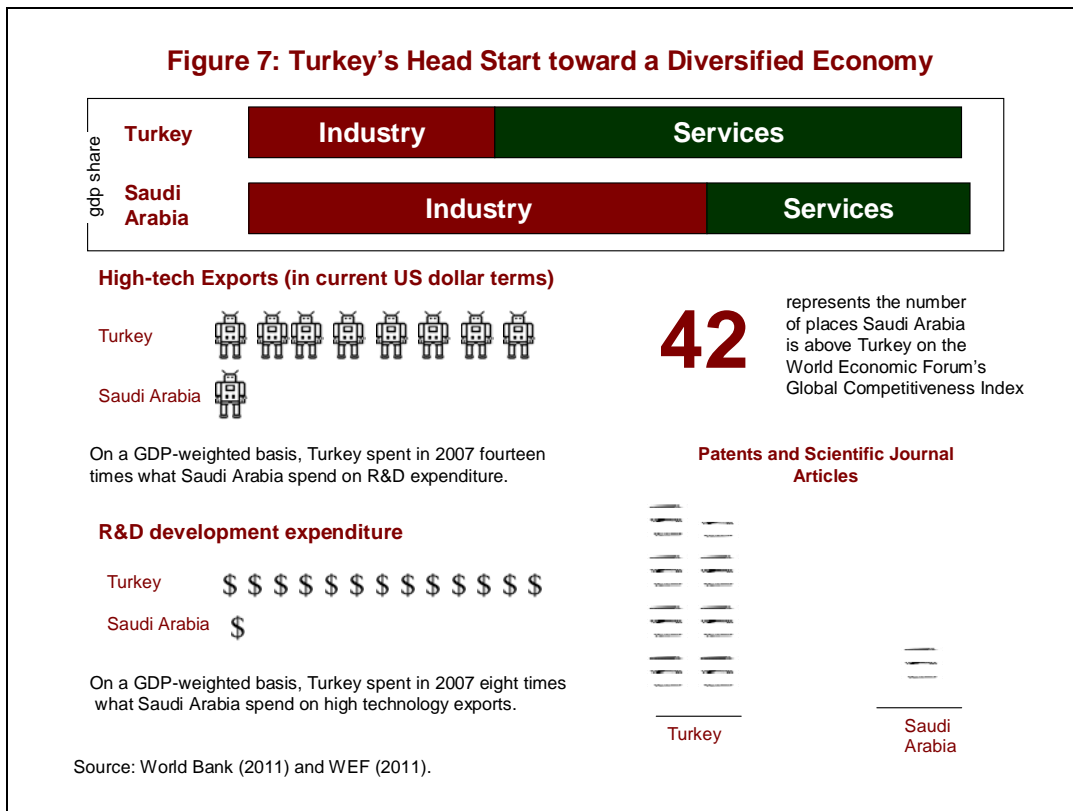 Figure 7: Turkey's Head Start toward a Diversified Economy
gdp share
Turkey
Industry
Services
Saudi
Arabia
Industry
Services
High-tech Exports (in current US dollar terms)
Turkey
Saudi Arabia
42
represents the number
of places Saudi Arabia
is above Turkey on the
World Economic Forum's
Global Competitiveness Index
On a GDP-weighted basis, Turkey spent in 2007 fourteen
times what Saudi Arabia spend on R&D expenditure.
R&D development expenditure
Turkey
$ $ $ $ $ $ $ $ $ $ $ $ $
Saudi Arabia
$
On a GDP-weighted basis, Turkey spent in 2007 eight times
what Saudi Arabia spend on high technology exports.
Patents and Scientific Journal
Articles
Turkey
Saudi
Arabia
Source: World Bank (2011) and WEF (2011).